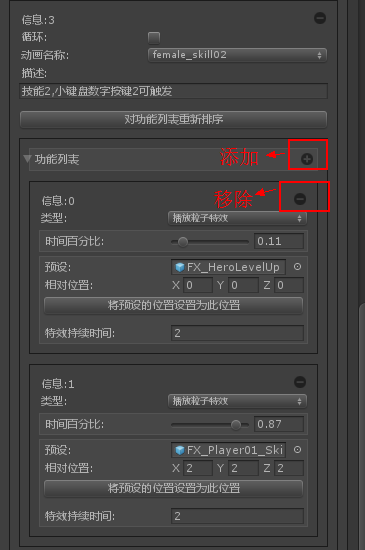 信息:3
循环:
动画名称: female_skill02
描述:
技能2,小键盘数字按键2可触发
对功能列表重新排序
功能列表 添加
移除
信息:0
类型: 播放粒子特效
时间百分比: 0.11
预设: FX_HeroLevelUp
相对位置: X 0 Y 0 Z 0
将预设的位置设置为此位置
特效持续时间: 2
信息:1
类型: 播放粒子特效
时间百分比: 0.87
预设: FX_Player01_Ski
相对位置: X 2 Y 2 Z 2
将预设的位置设置为此位置
特效持续时间: 2